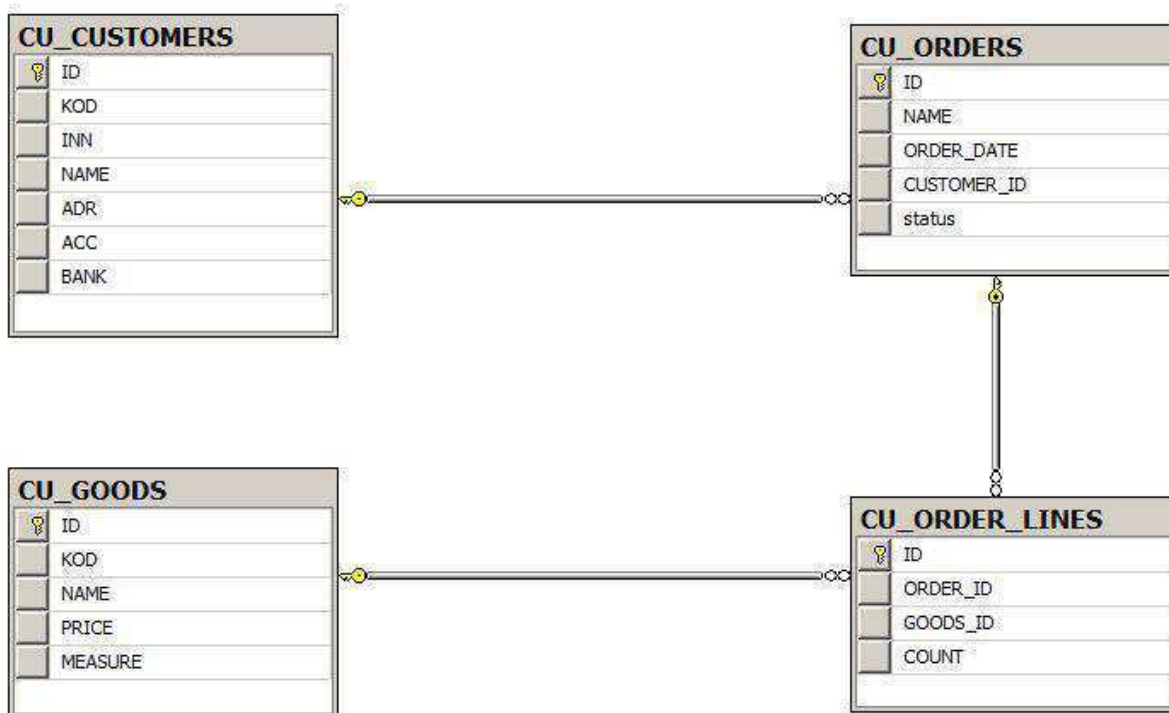 CU_CUSTOMERS
ID
KOD
INN
NAME
ADR
ACC
BANK
CU_ORDERS
ID
NAME
ORDER_DATE
CUSTOMER_ID
status
CU_GOODS
ID
KOD
NAME
PRICE
MEASURE
CU_ORDER_LINES
ID
ORDER_ID
GOODS_ID
COUNT